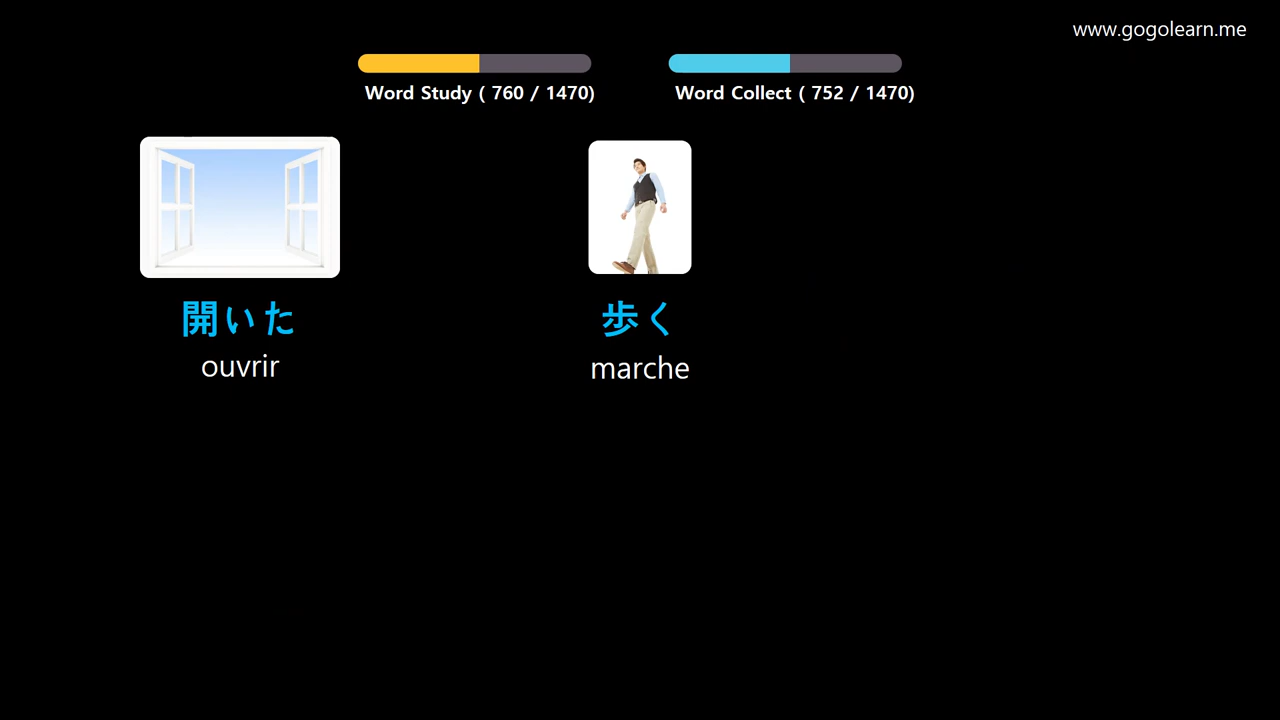 www.gogolearn.me
Word Study ( 760 / 1470)
Word Collect ( 752 / 1470)
開いた
ouvrir
歩く
marche